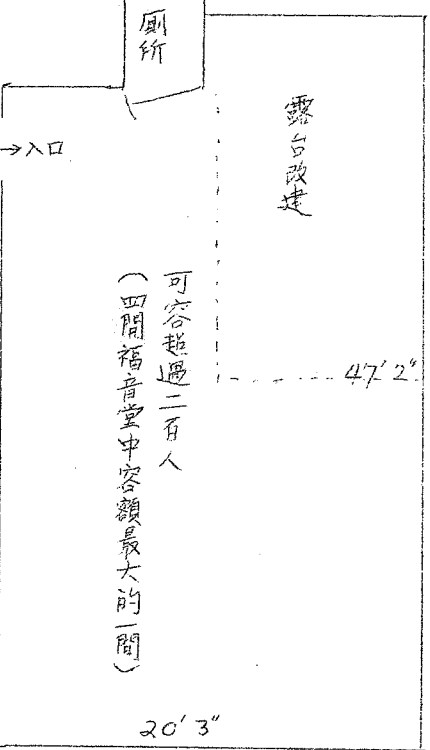 廁所
露台改建
→入口
可容超過二百人
（四間福音堂中容額最大的一間）
47' 2"
20' 3"